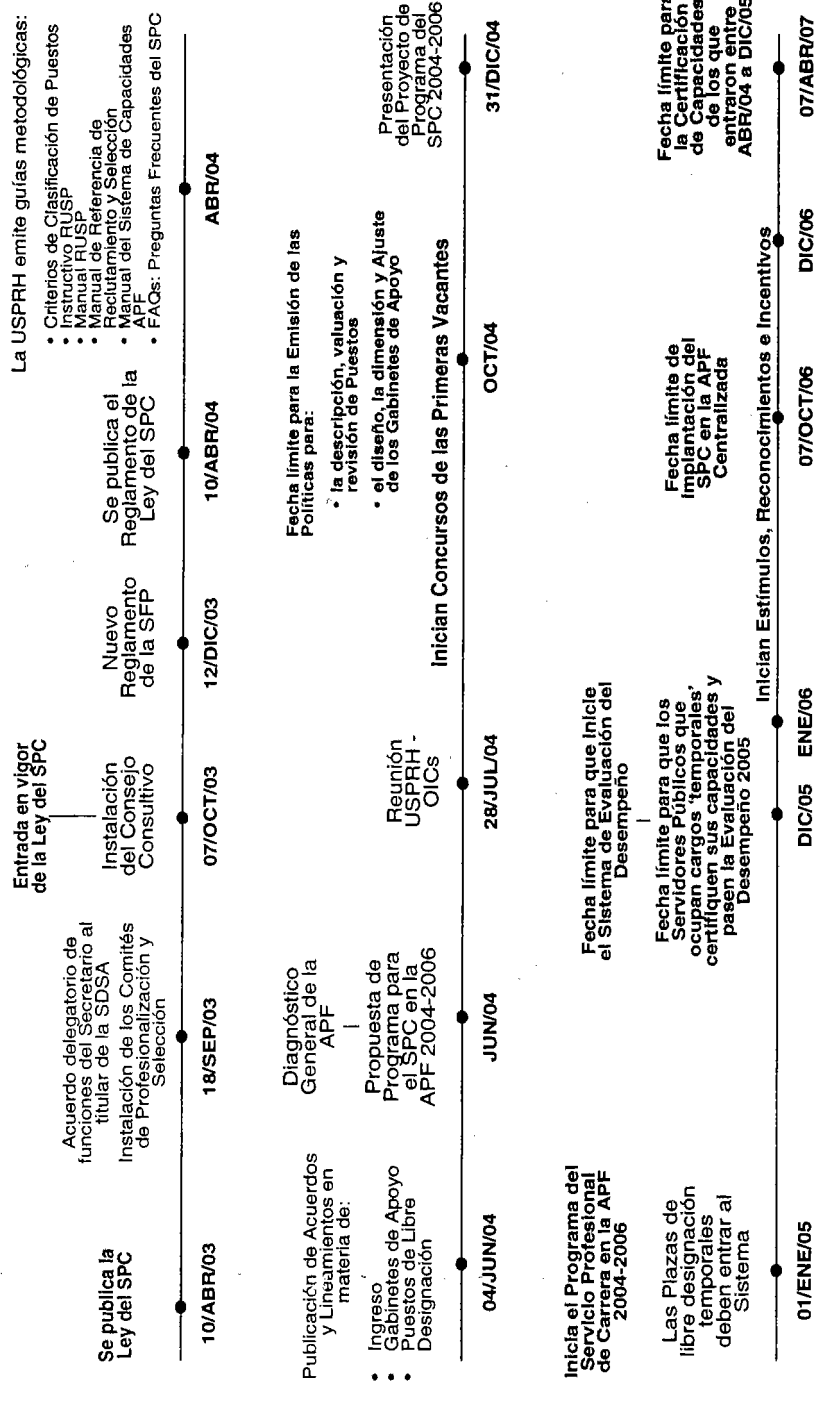 Se publica la
Ley del SPC
10/ABR/03
Acuerdo delegatorio de
funciones del Secretario al
titular de la SDSA
Instalación de los Comités
de Profesionalización y
Selección
18/SEP/03
Entrada en vigor
de la Ley del SPC
Instalación
del Consejo
Consultivo
07/OCT/03
Nuevo
Reglamento
de la SFP
12/DIC/03
Se publica el
Reglamento de la
Ley del SPC
10/ABR/04
La USPRH emite guías metodológicas:
• Criterios de Clasificación de Puestos
• Instructivo RUSP
• Manual RUSP
• Manual de Referencia de
Reclutamiento y Selección
• Manual del Sistema de Capacidades
APF
• FAQs: Preguntas Frecuentes del SPC
ABR/04
Publicación de Acuerdos
y Lineamientos en
materia de:
• Ingreso
• Gabinetes de Apoyo
• Puestos de Libre
Designación
04/JUN/04
Diagnóstico
General de la
APF
Propuesta de
Programa para
el SPC en la
APF 2004-2006
JUN/04
Reunión
USPRH -
OICs
28/JUL/04
Inician Concursos de las Primeras Vacantes
Fecha límite para la Emisión de las
Políticas para:
• la descripción, valuación y
revisión de Puestos
• el diseño, la dimensión y Ajuste
de los Gabinetes de Apoyo
OCT/04
Presentación
del Proyecto de
Programa del
SPC 2004-2006
31/DIC/04
Inicia el Programa del
Servicio Profesional
de Carrera en la APF
2004-2006
Las Plazas de
libre designación
temporales
deben entrar al
Sistema
01/ENE/05
Fecha límite para que inicie
el Sistema de Evaluación del
Desempeño
Fecha límite para que los
Servidores Públicos que
ocupan cargos 'temporales'
certifiquen sus capacidades y
pasen la Evaluación del
Desempeño 2005
DIC/05
ENE/06
Inician Estímulos, Reconocimientos e Incentivos
Fecha límite de
Implantación del
SPC en la APF
Centralizada
07/OCT/06
DIC/06
Fecha límite para
la Certificación
de Capacidades
de los que
entraron entre
ABR/04 a DIC/05
07/ABR/07